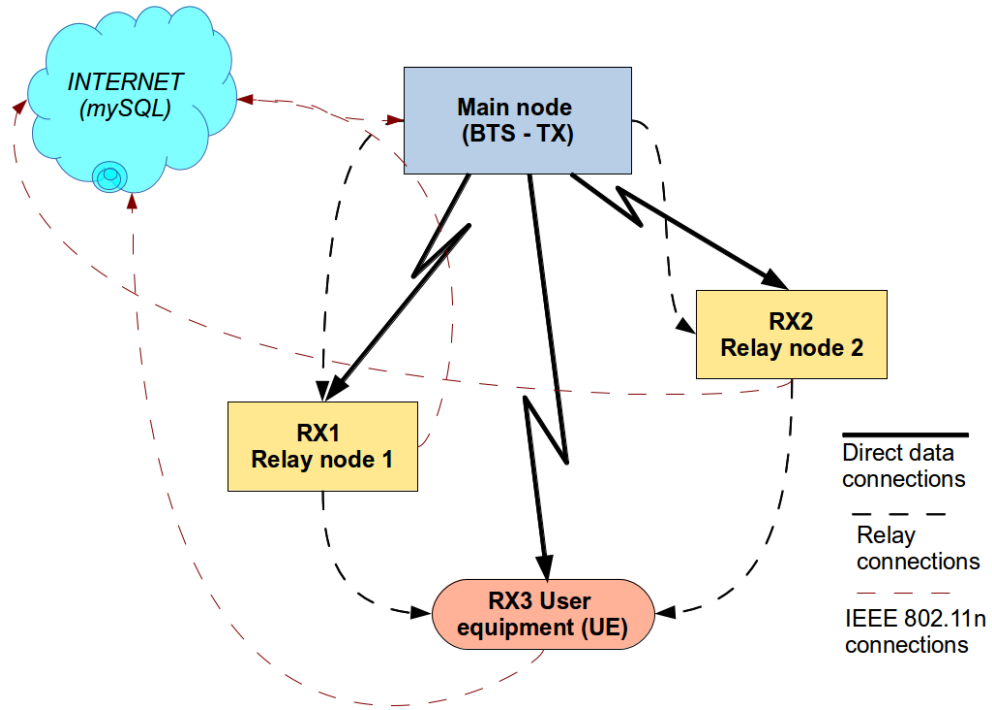 INTERNET
(mySQL)
Main node
(BTS - TX)
RX2
Relay node 2
RX1
Relay node 1
RX3 User
equipment (UE)
Direct data
connections
Relay
connections
IEEE 802.11n
connections